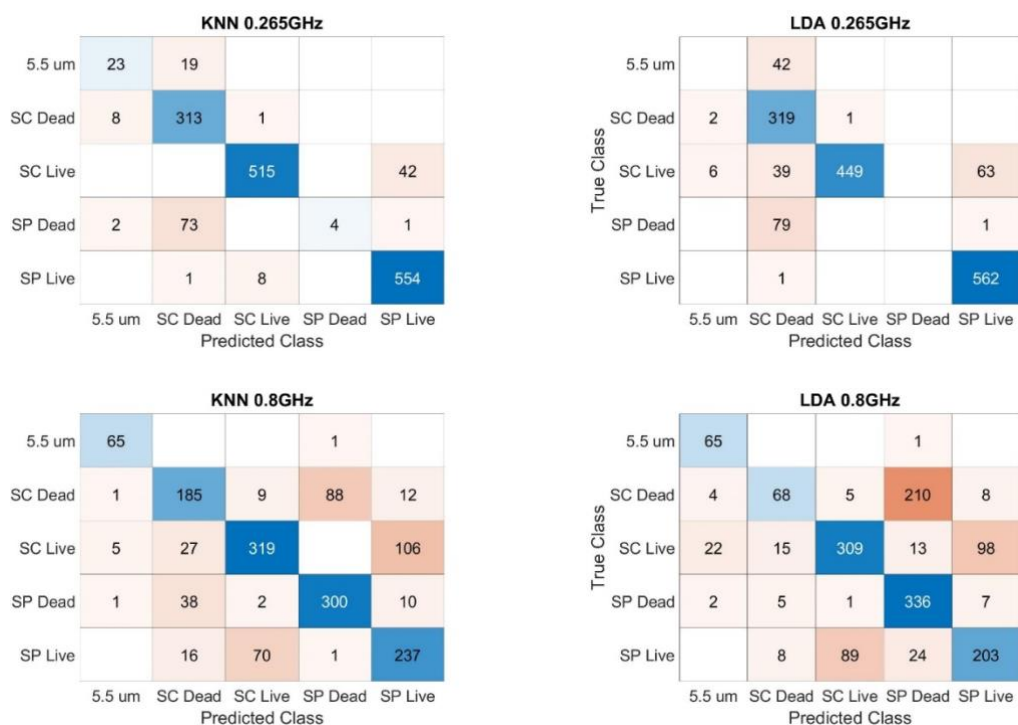 KNN 0.265GHz
5.5 um 23 19
SC Dead 8 313 1
SC Live 515 42
SP Dead 2 73 4 1
SP Live 1 8 554
5.5 um SC Dead SC Live SP Dead SP Live
Predicted Class
LDA 0.265GHz
True Class
5.5 um 42
SC Dead 2 319 1
SC Live 6 39 449 63
SP Dead 79 1
SP Live 1 562
5.5 um SC Dead SC Live SP Dead SP Live
Predicted Class
KNN 0.8GHz
5.5 um 65 1
SC Dead 1 185 9 88 12
SC Live 5 27 319 106
SP Dead 1 38 2 300 10
SP Live 16 70 1 237
5.5 um SC Dead SC Live SP Dead SP Live
Predicted Class
LDA 0.8GHz
True Class
5.5 um 65 1
SC Dead 4 68 5 210 8
SC Live 22 15 309 13 98
SP Dead 2 5 1 336 7
SP Live 8 89 24 203
5.5 um SC Dead SC Live SP Dead SP Live
Predicted Class